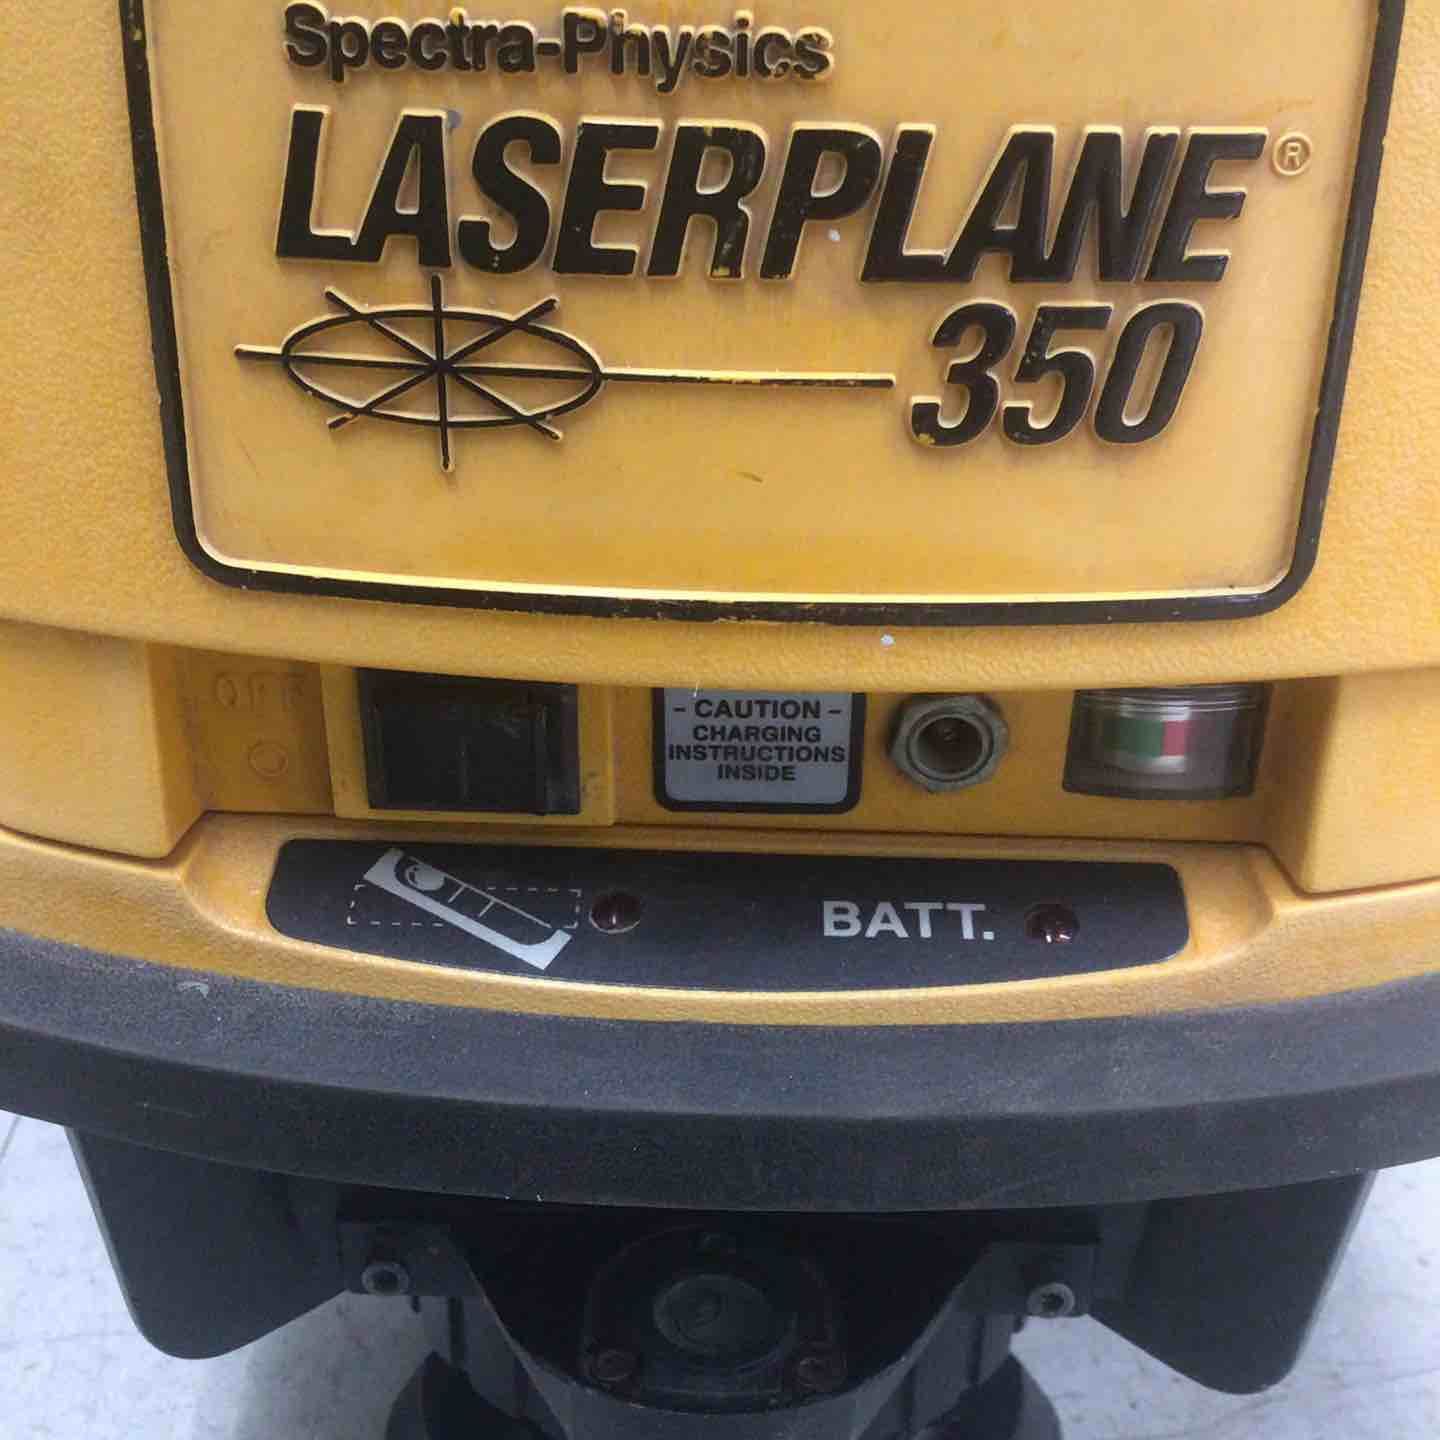 Spectra-Physics
LASERPLANE®
350
OFF
O
- CAUTION -
CHARGING
INSTRUCTIONS
INSIDE
BATT.